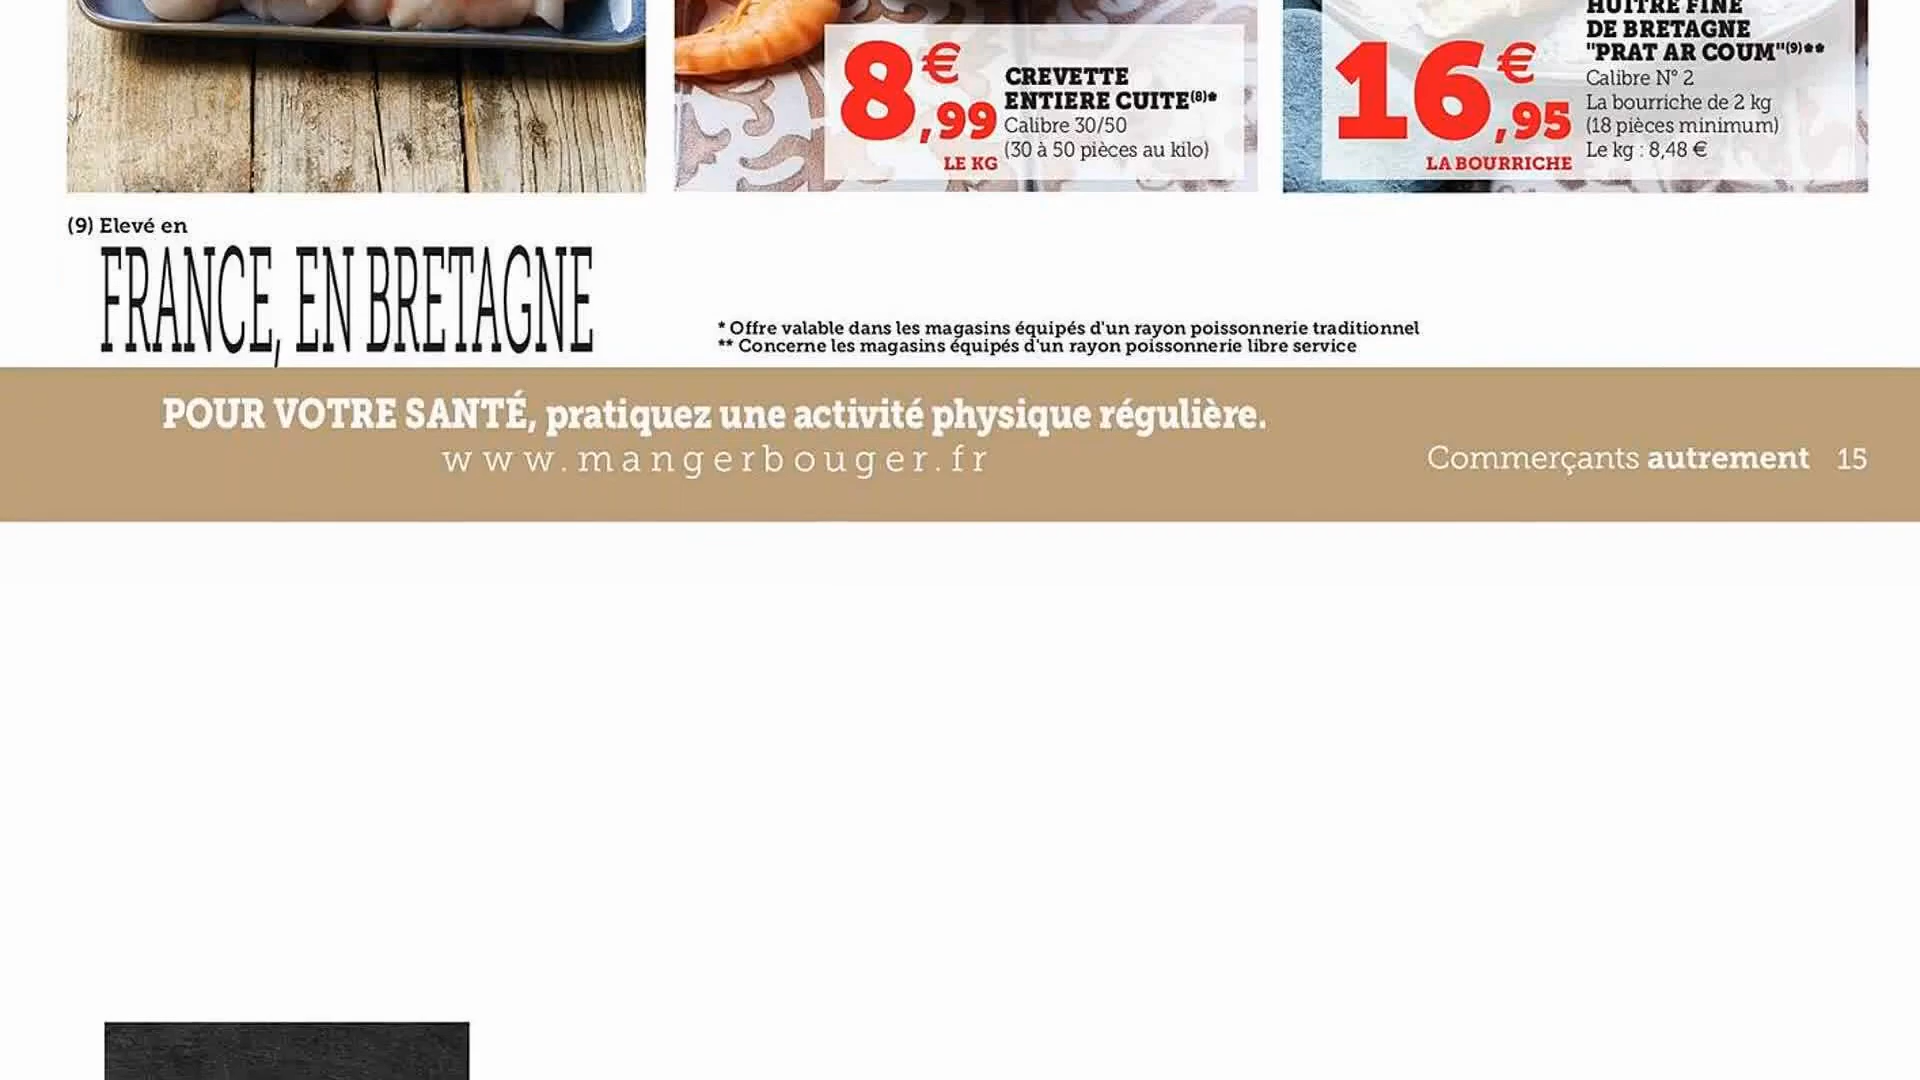 8€,99
LE KG
CREVETTE
ENTIERE CUITE(8)*
Calibre 30/50
(30 à 50 pièces au kilo)
16€,95
LA BOURRICHE
HUITRE FINE
DE BRETAGNE
"PRAT AR COUM"(9)**
Calibre N° 2
La bourriche de 2 kg
(18 pièces minimum)
Le kg : 8,48 €
(9) Elevé en
FRANCE, EN BRETAGNE
* Offre valable dans les magasins équipés d'un rayon poissonnerie traditionnel
** Concerne les magasins équipés d'un rayon poissonnerie libre service
POUR VOTRE SANTÉ, pratiquez une activité physique régulière.
www.mangerbouger.fr
Commerçants autrement 15